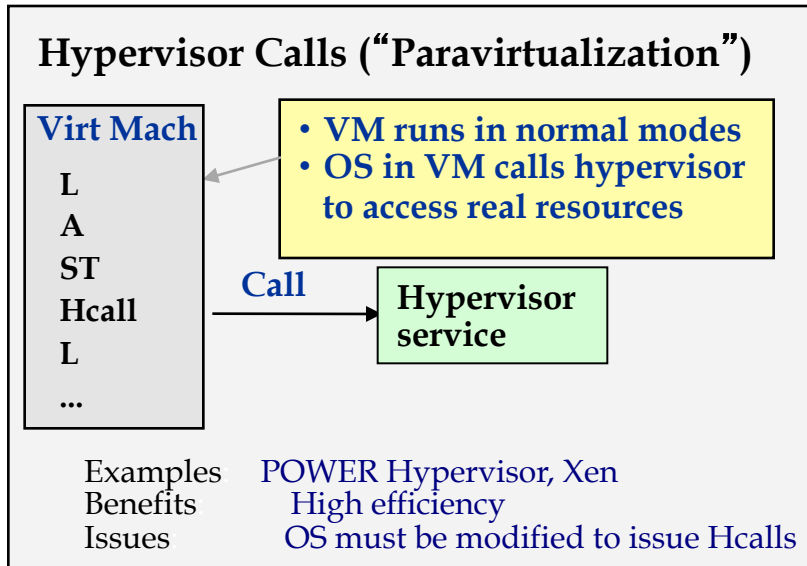 Hypervisor Calls (“Paravirtualization”)
Virt Mach
L
A
ST
Hcall
L
...
• VM runs in normal modes
• OS in VM calls hypervisor
to access real resources
Call
Hypervisor
service
Examples: POWER Hypervisor, Xen
Benefits: High efficiency
Issues: OS must be modified to issue Hcalls